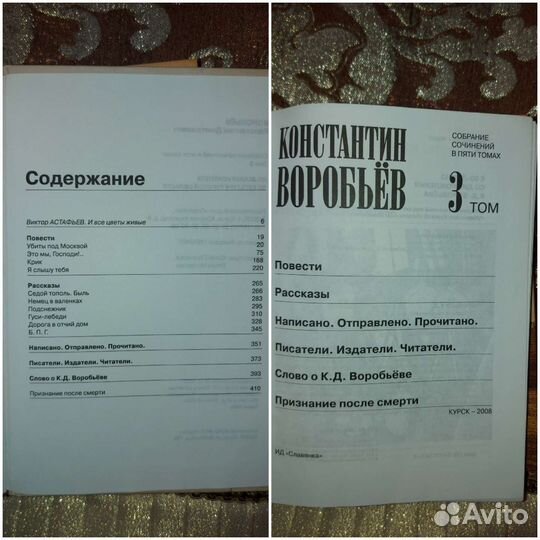 Содержание
Виктор АСТАФЬЕВ. И все цветы живые 6
Повести 19
Убиты под Москвой 20
Это мы, Господи!.. 75
Крик 168
Я слышу тебя 220
Рассказы 265
Седой тополь. Быль 266
Немец в валенках 283
Подснежник 295
Гуси-лебеди 310
Дорога в отчий дом 328
Б. П. Г. 345
Написано. Отправлено. Прочитано. 351
Писатели. Издатели. Читатели. 373
Слово о К.Д. Воробьёве 393
Признание после смерти 410
КОНСТАНТИН
ВОРОБЬЁВ
СОБРАНИЕ
СОЧИНЕНИЙ
В ПЯТИ ТОМАХ
3 ТОМ
Повести
Рассказы
Написано. Отправлено. Прочитано.
Писатели. Издатели. Читатели.
Слово о К.Д. Воробьёве
Признание после смерти
КУРСК – 2008
ИД «Славянка»
Avito